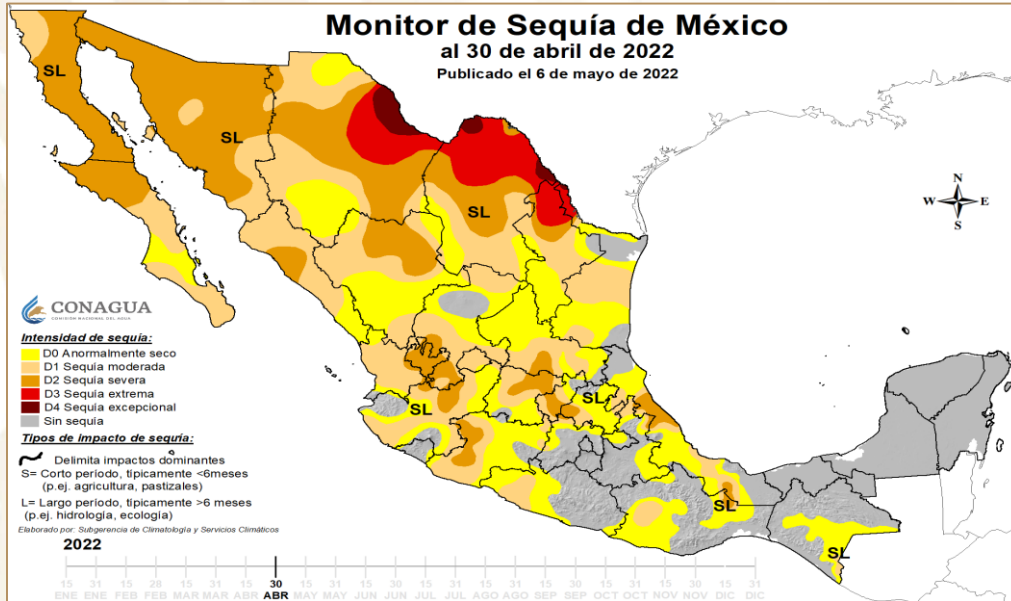 Monitor de Sequía de México
al 30 de abril de 2022
Publicado el 6 de mayo de 2022
SL
SL
SL
SL
SL
SL
SL
N
W
E
S
CONAGUA
COMISIÓN NACIONAL DEL AGUA
Intensidad de sequía:
D0 Anormalmente seco
D1 Sequía moderada
D2 Sequía severa
D3 Sequía extrema
D4 Sequía excepcional
Sin sequía
Tipos de impacto de sequía:
Delimita impactos dominantes
S= Corto período, típicamente <6meses
(p.ej. agricultura, pastizales)
L= Largo período, típicamente >6 meses
(p.ej. hidrología, ecología)
Elaborado por: Subgerencia de Climatología y Servicios Climáticos
2022
15 31 15 28 15 31 15 30 15 31 15 30 15 31 15 31 15 30 15 31 15 30 15 31
ENE ENE FEB FEB MAR MAR ABR ABR MAY MAY JUN JUN JUL JUL AGO AGO SEP SEP OCT OCT NOV NOV DIC DIC